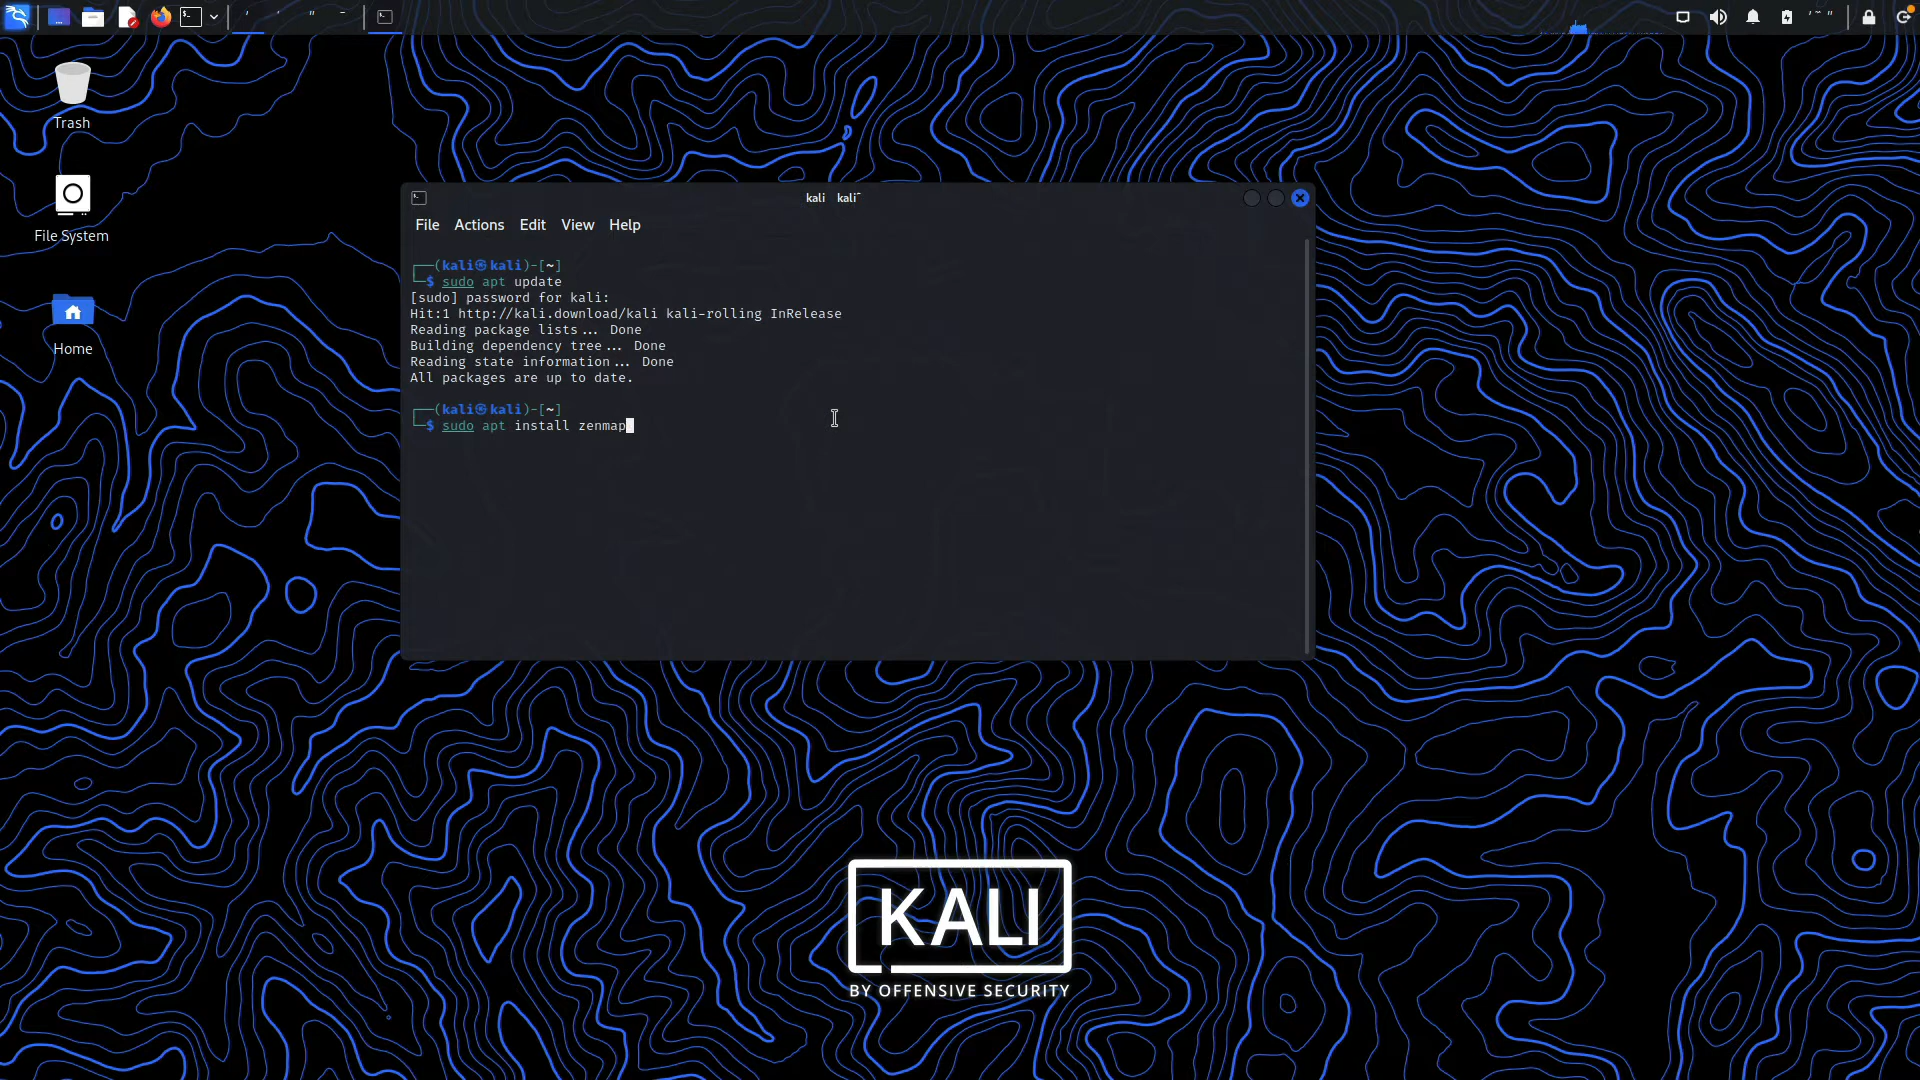 Trash
File System
Home
kali kali
File Actions Edit View Help
┌──(kali㉿kali)-[~]
└─$ sudo apt update
[sudo] password for kali:
Hit:1 http://kali.download/kali kali-rolling InRelease
Reading package lists... Done
Building dependency tree... Done
Reading state information... Done
All packages are up to date.
┌──(kali㉿kali)-[~]
└─$ sudo apt install zenmap
KALI
BY OFFENSIVE SECURITY